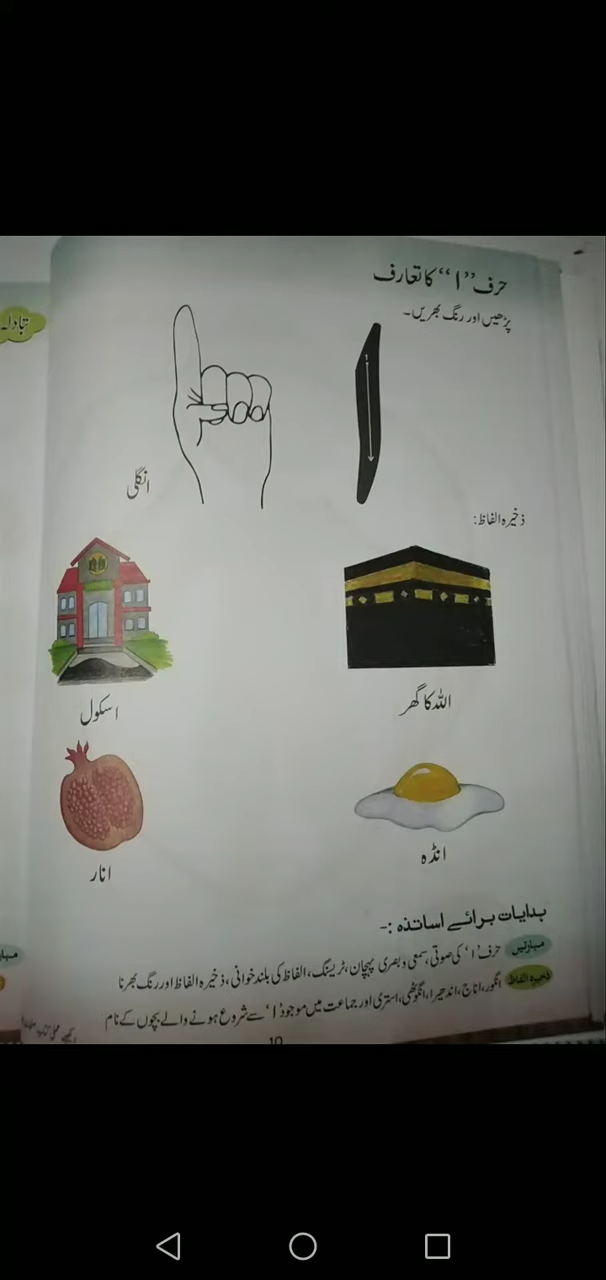 حرف ”ا“ کا تعارف
پڑھیں اور رنگ بھریں۔
انگلی
ذخیرہ الفاظ:
اللہ کا گھر
اسکول
انڈہ
انار
ہدایات برائے اساتذہ :-
مہارتیں حرف ’ا‘ کی صوتی، سمعی و بصری پہچان، ٹریسنگ، الفاظ کی بلند خوانی، ذخیرہ الفاظ اور رنگ بھرنا
ذخیرہ الفاظ انگور، اناج، اندھیرا، انگوٹھی، استری اور جماعت میں موجود ’ا‘ سے شروع ہونے والے بچوں کے نام
10